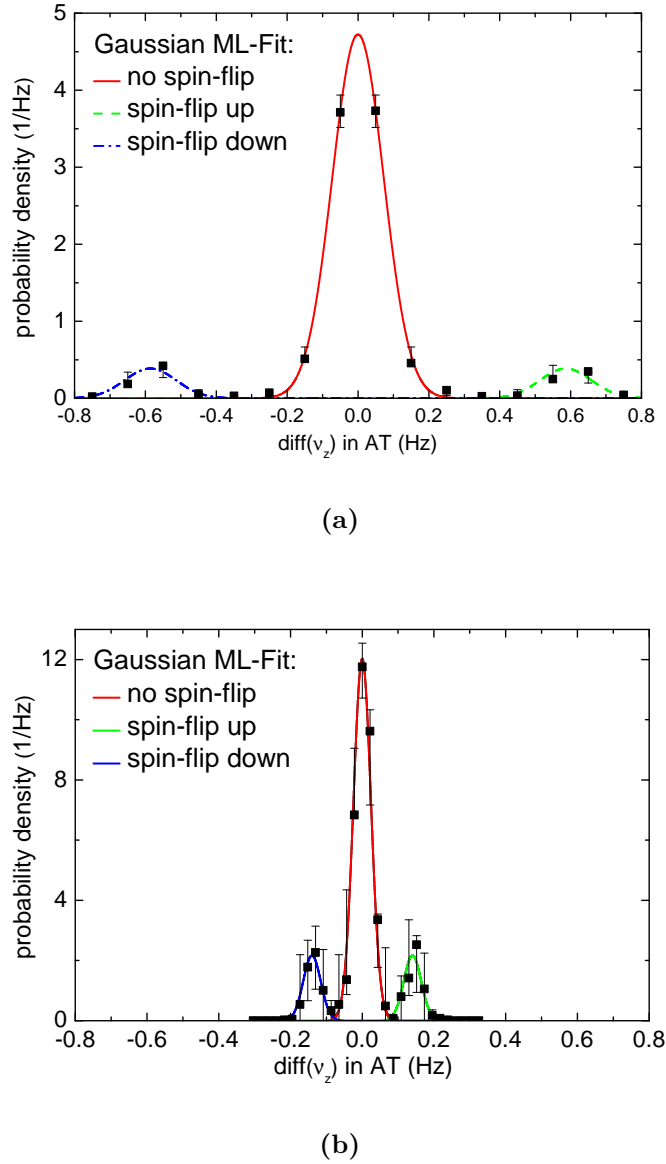 5
4
3
2
1
0
probability density (1/Hz)
Gaussian ML-Fit:
no spin-flip
spin-flip up
spin-flip down
-0.8 -0.6 -0.4 -0.2 0.0 0.2 0.4 0.6 0.8
diff(ν_z) in AT (Hz)
(a)
12
8
4
0
probability density (1/Hz)
Gaussian ML-Fit:
no spin-flip
spin-flip up
spin-flip down
-0.8 -0.6 -0.4 -0.2 0.0 0.2 0.4 0.6 0.8
diff(ν_z) in AT (Hz)
(b)